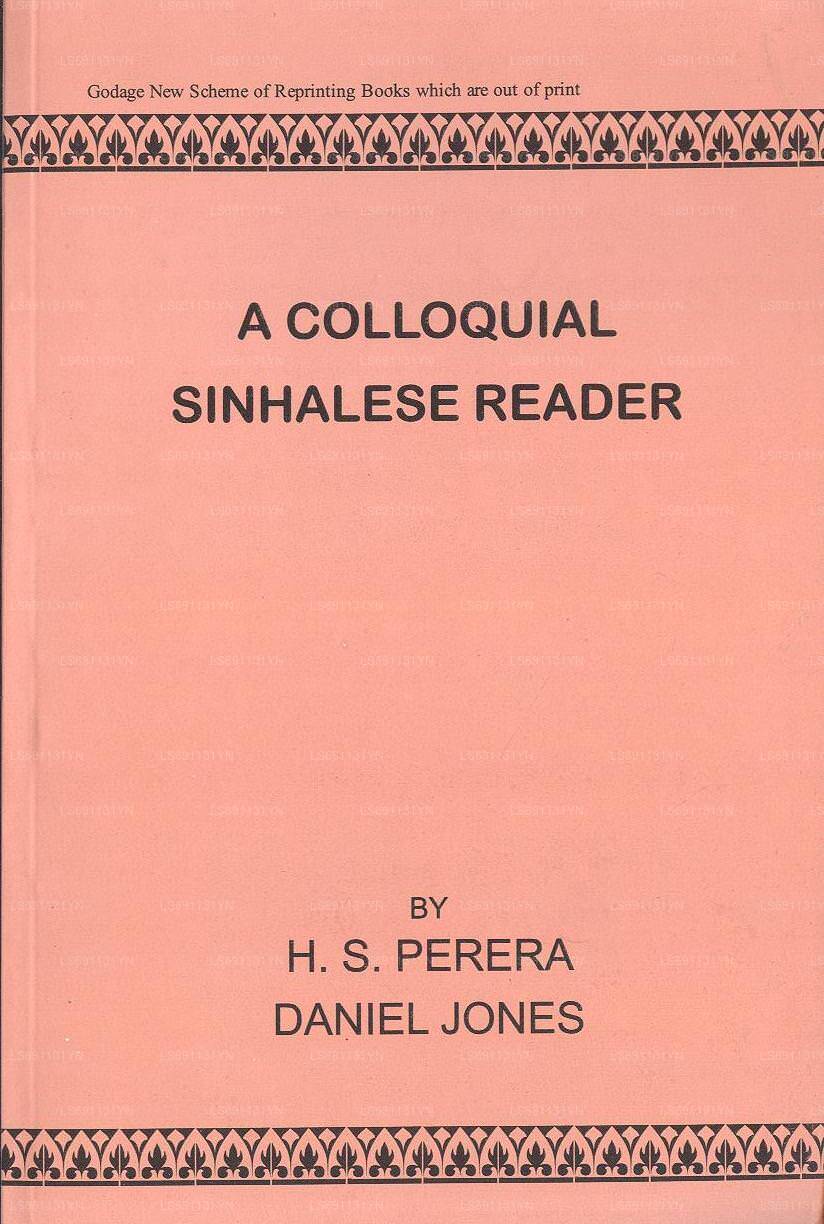 Godage New Scheme of Reprinting Books which are out of print
A COLLOQUIAL
SINHALESE READER
BY
H. S. PERERA
DANIEL JONES